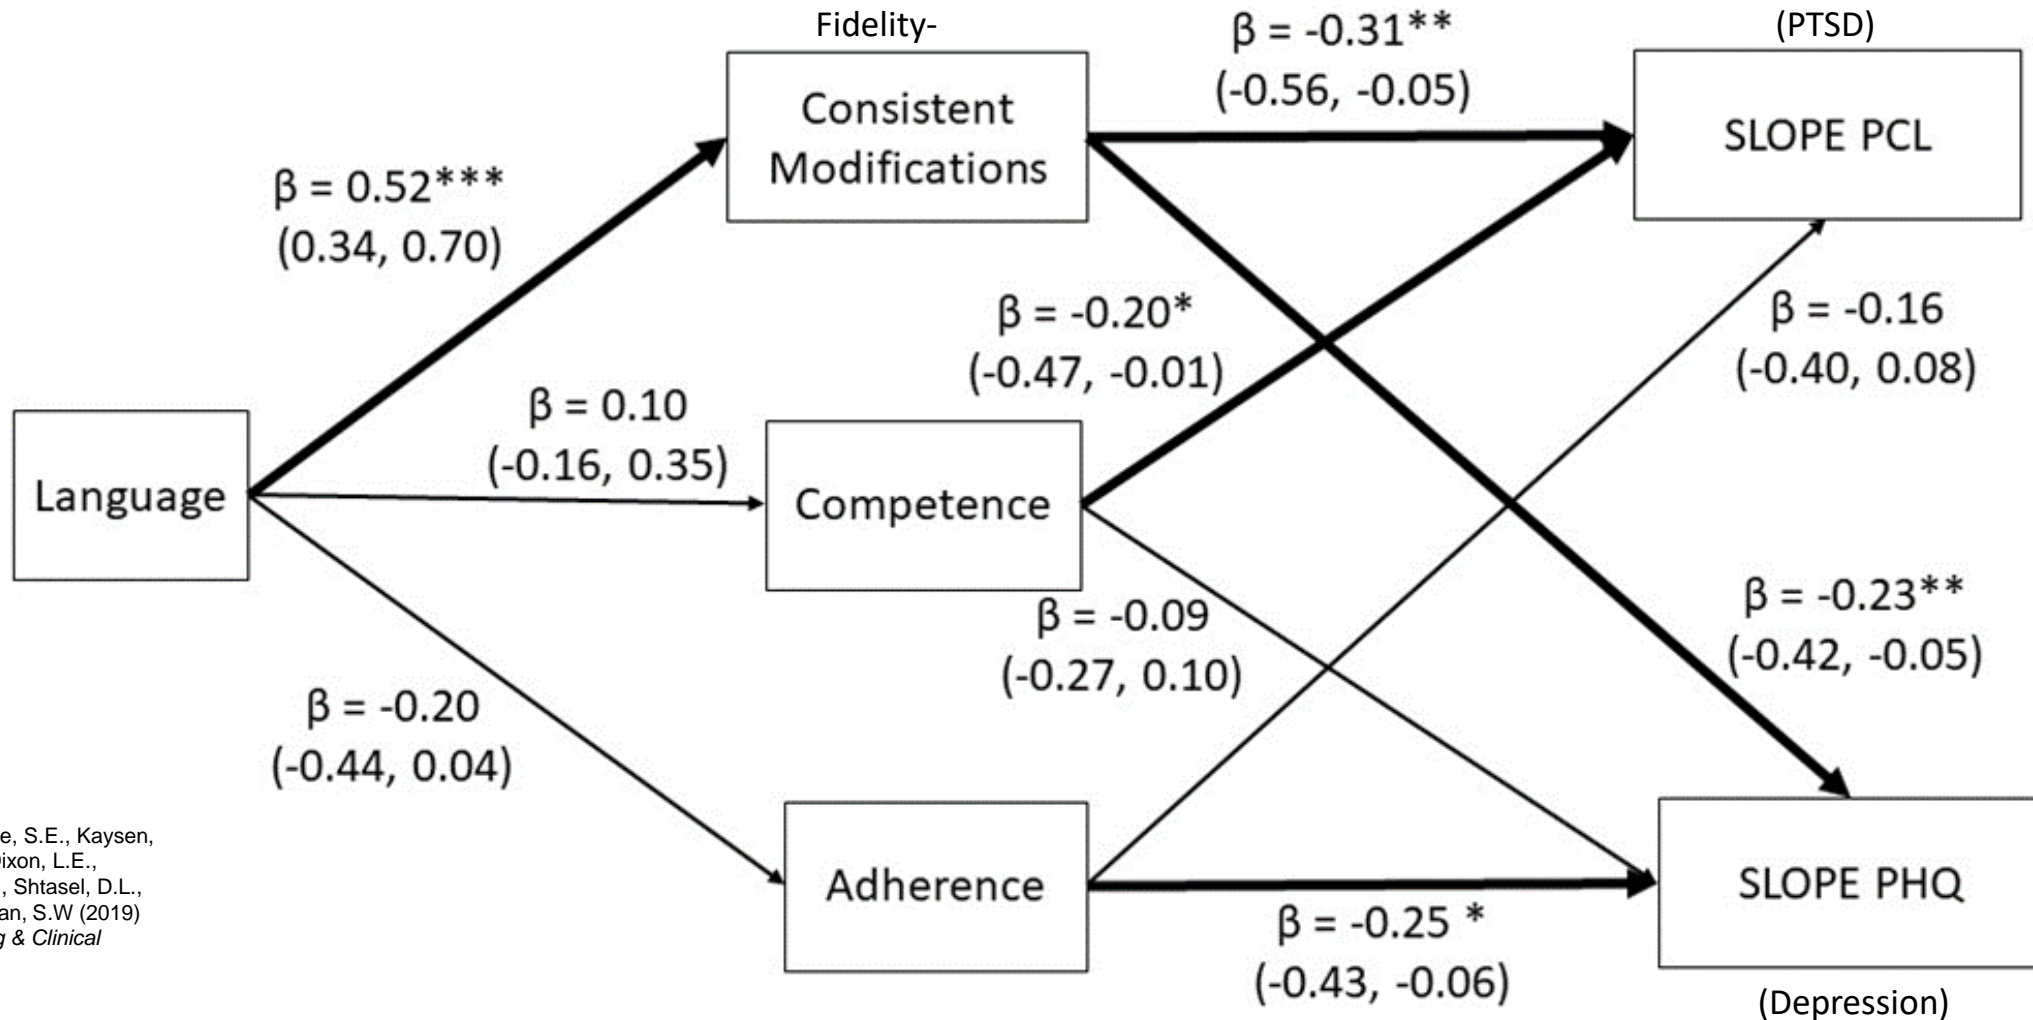 Fidelity-
Consistent
Modifications
β = -0.31**
(-0.56, -0.05)
(PTSD)
SLOPE PCL
β = 0.52***
(0.34, 0.70)
β = -0.20*
(-0.47, -0.01)
β = -0.16
(-0.40, 0.08)
β = 0.10
(-0.16, 0.35)
Language
Competence
β = -0.09
(-0.27, 0.10)
β = -0.23**
(-0.42, -0.05)
β = -0.20
(-0.44, 0.04)
Adherence
β = -0.25 *
(-0.43, -0.06)
SLOPE PHQ
(Depression)
e, S.E., Kaysen,
Dixon, L.E.,
., Shtasel, D.L.,
an, S.W (2019)
g & Clinical